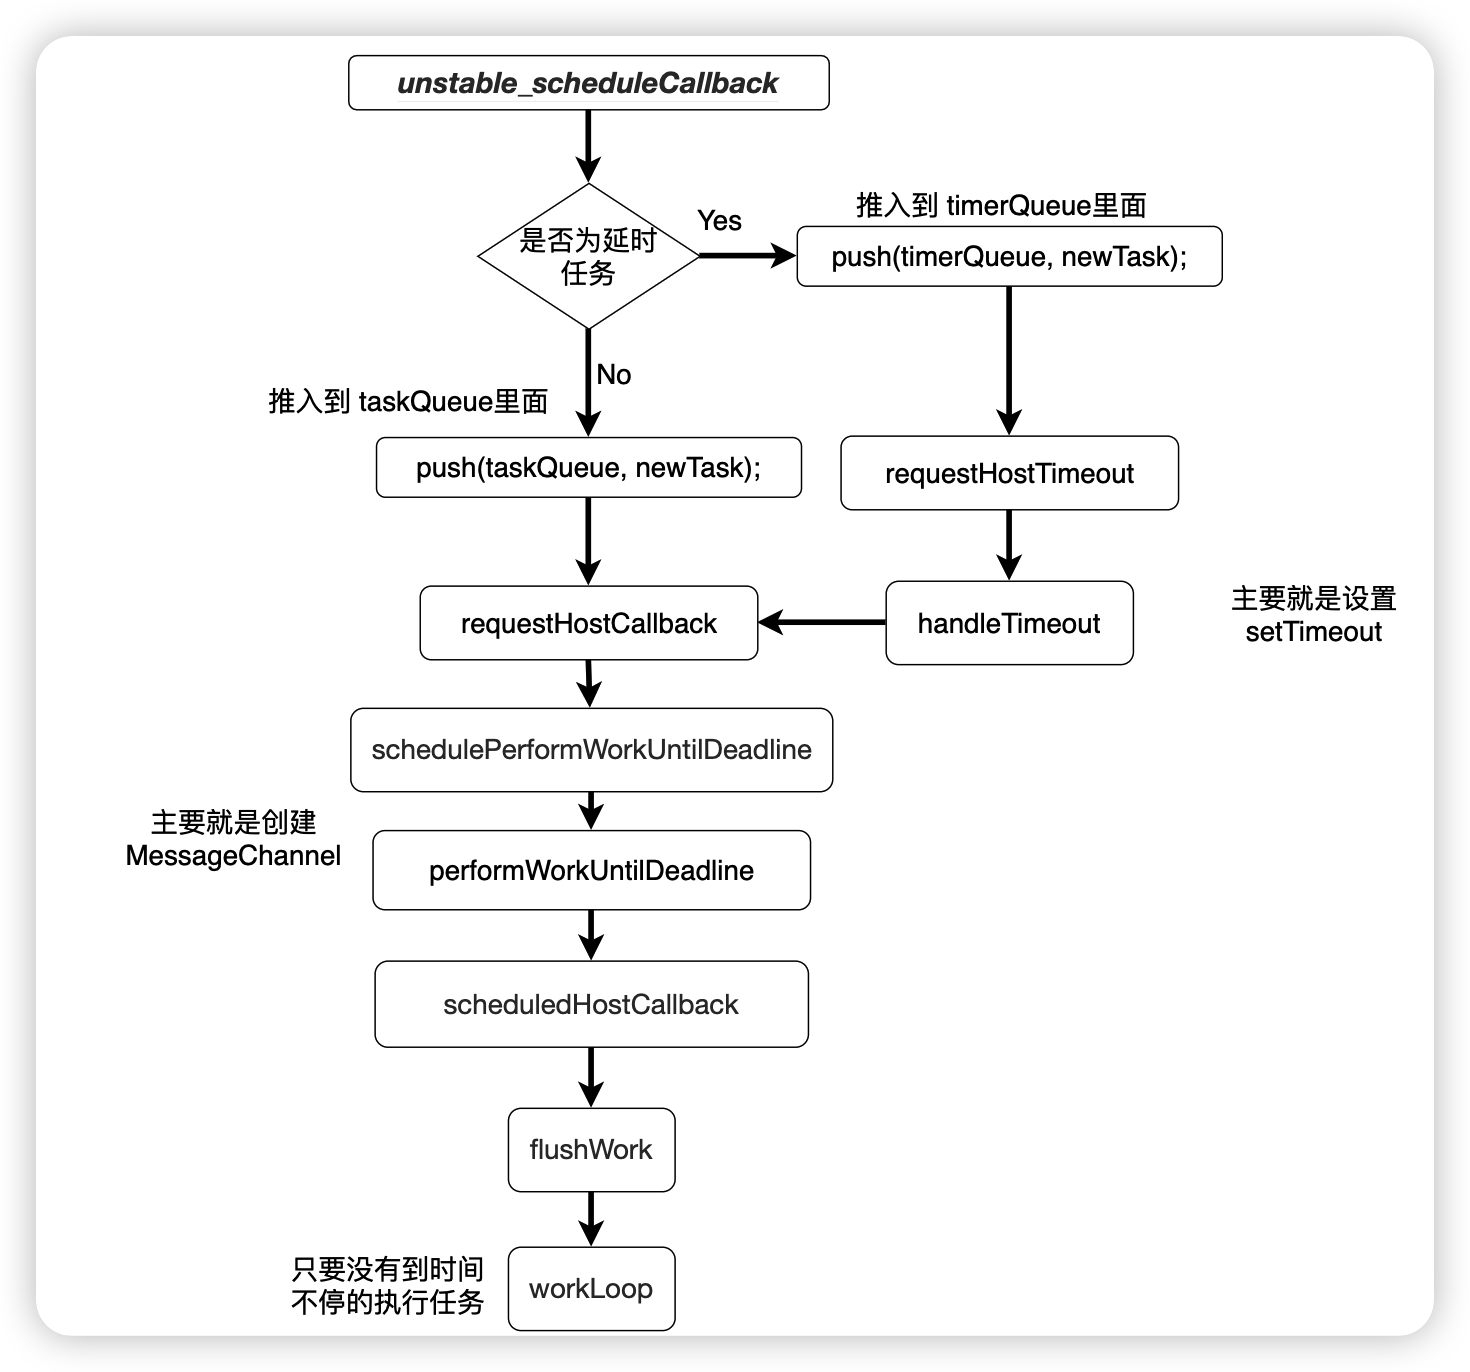 unstable_scheduleCallback
是否为延时
任务
Yes
推入到 timerQueue里面
push(timerQueue, newTask);
No
推入到 taskQueue里面
push(taskQueue, newTask);
requestHostTimeout
requestHostCallback
handleTimeout
主要就是设置
setTimeout
schedulePerformWorkUntilDeadline
主要就是创建
MessageChannel
performWorkUntilDeadline
scheduledHostCallback
flushWork
只要没有到时间
不停的执行任务
workLoop